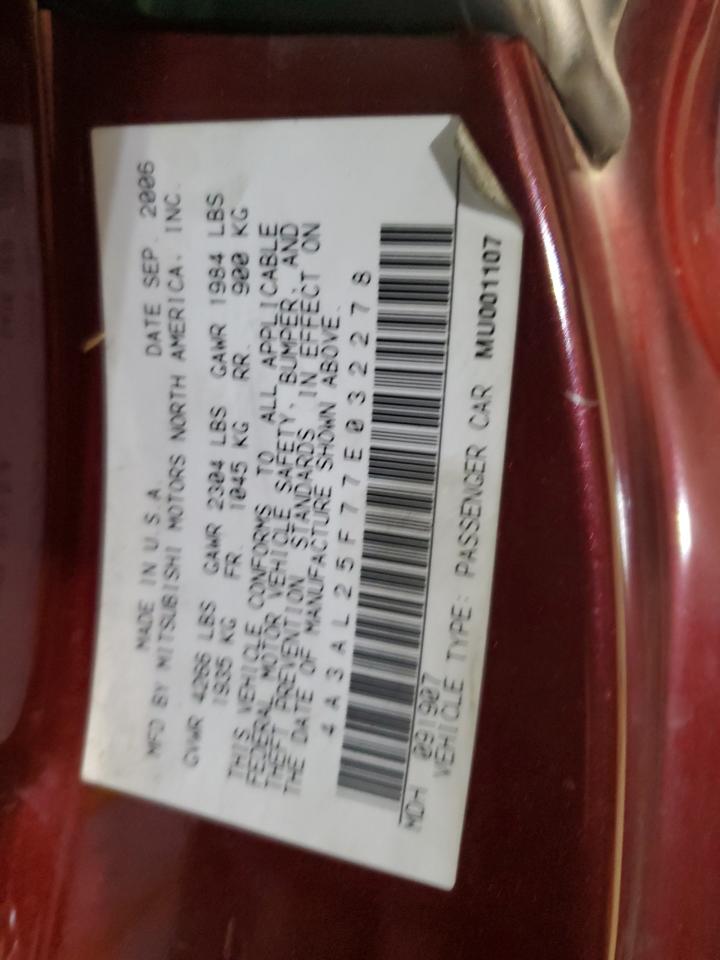 MADE IN U.S.A. DATE SEP. 2006
MFD BY MITSUBISHI MOTORS NORTH AMERICA, INC.
GVWR 4266 LBS GAWR 2304 LBS GAWR 1984 LBS
1935 KG FR. 1045 KG RR. 900 KG
THIS VEHICLE CONFORMS TO ALL APPLICABLE
FEDERAL MOTOR VEHICLE SAFETY, BUMPER, AND
THEFT PREVENTION STANDARDS IN EFFECT ON
THE DATE OF MANUFACTURE SHOWN ABOVE.
4A3AL25F77E032278
MDH 091907
VEHICLE TYPE: PASSENGER CAR MU001107